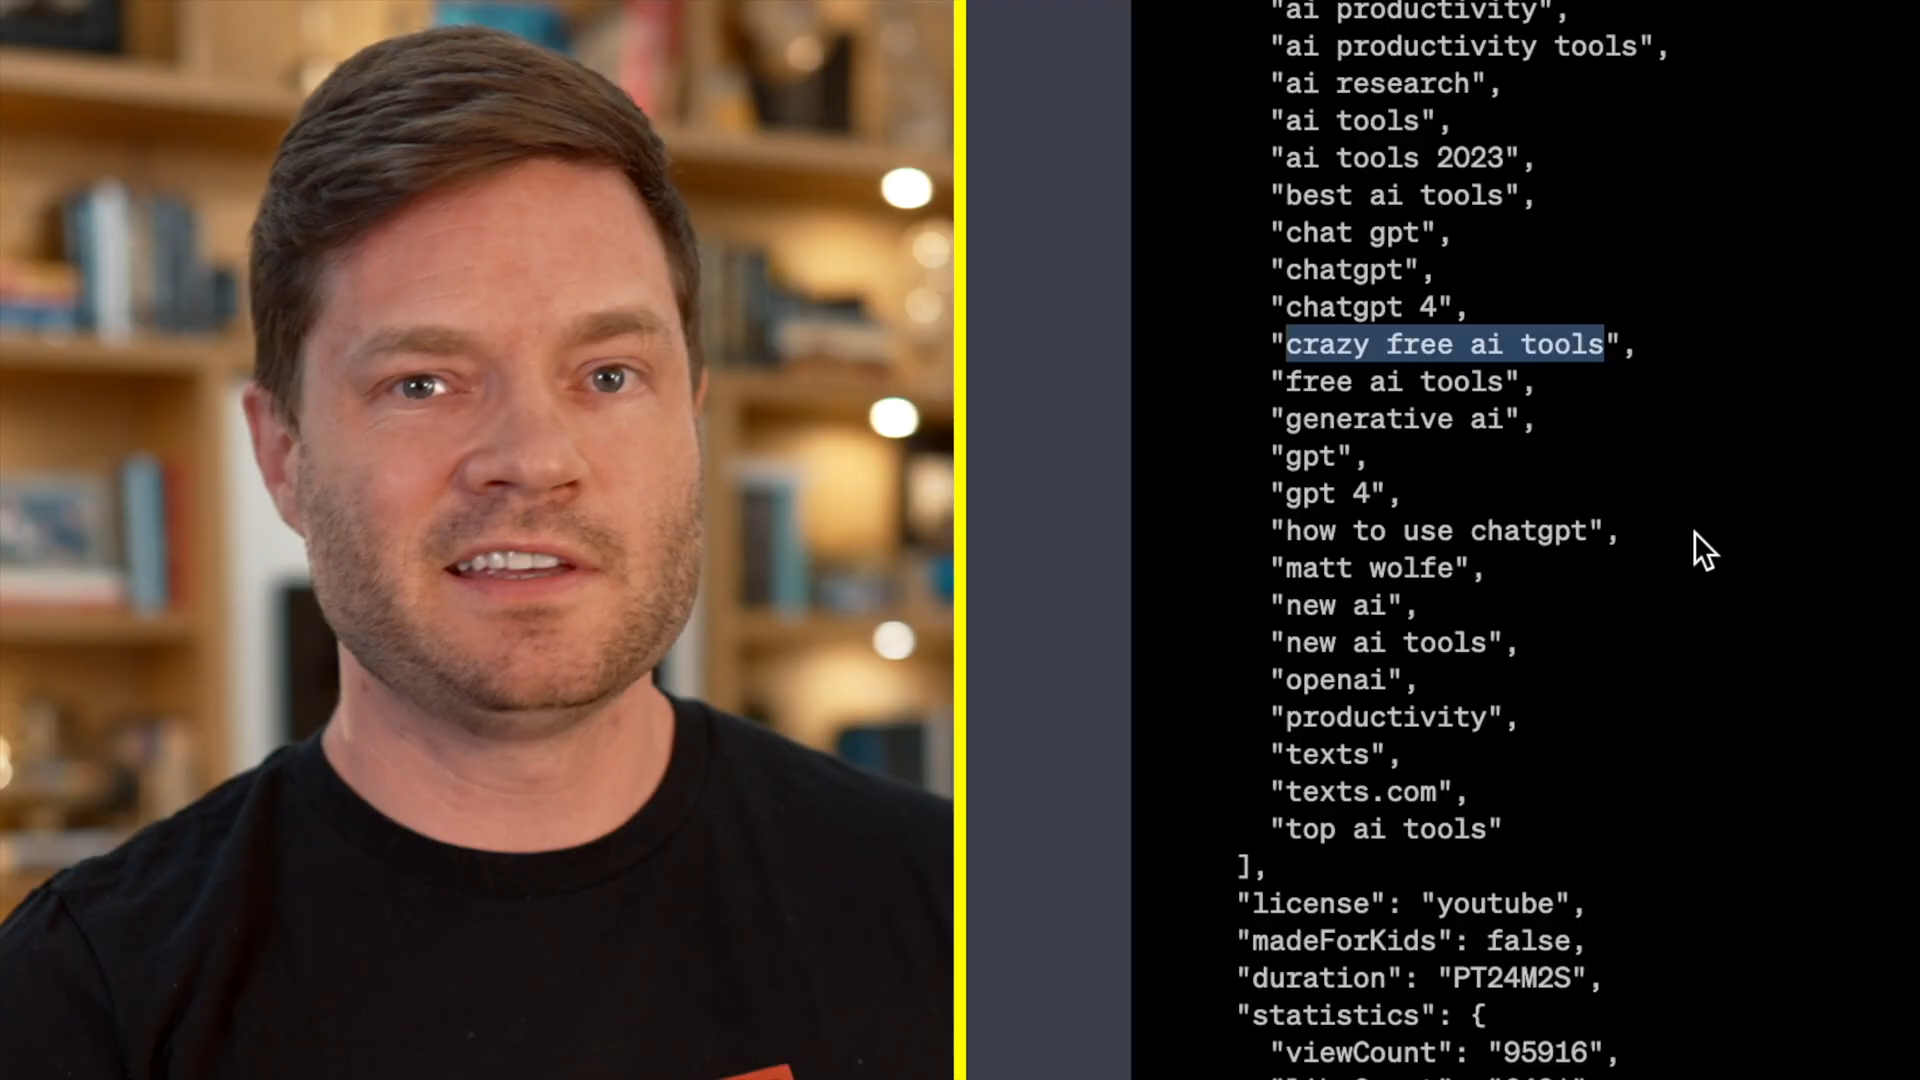 "ai productivity",
"ai productivity tools",
"ai research",
"ai tools",
"ai tools 2023",
"best ai tools",
"chat gpt",
"chatgpt",
"chatgpt 4",
"crazy free ai tools",
"free ai tools",
"generative ai",
"gpt",
"gpt 4",
"how to use chatgpt",
"matt wolfe",
"new ai",
"new ai tools",
"openai",
"productivity",
"texts",
"texts.com",
"top ai tools"
],
"license": "youtube",
"madeForKids": false,
"duration": "PT24M2S",
"statistics": {
"viewCount": "95916",